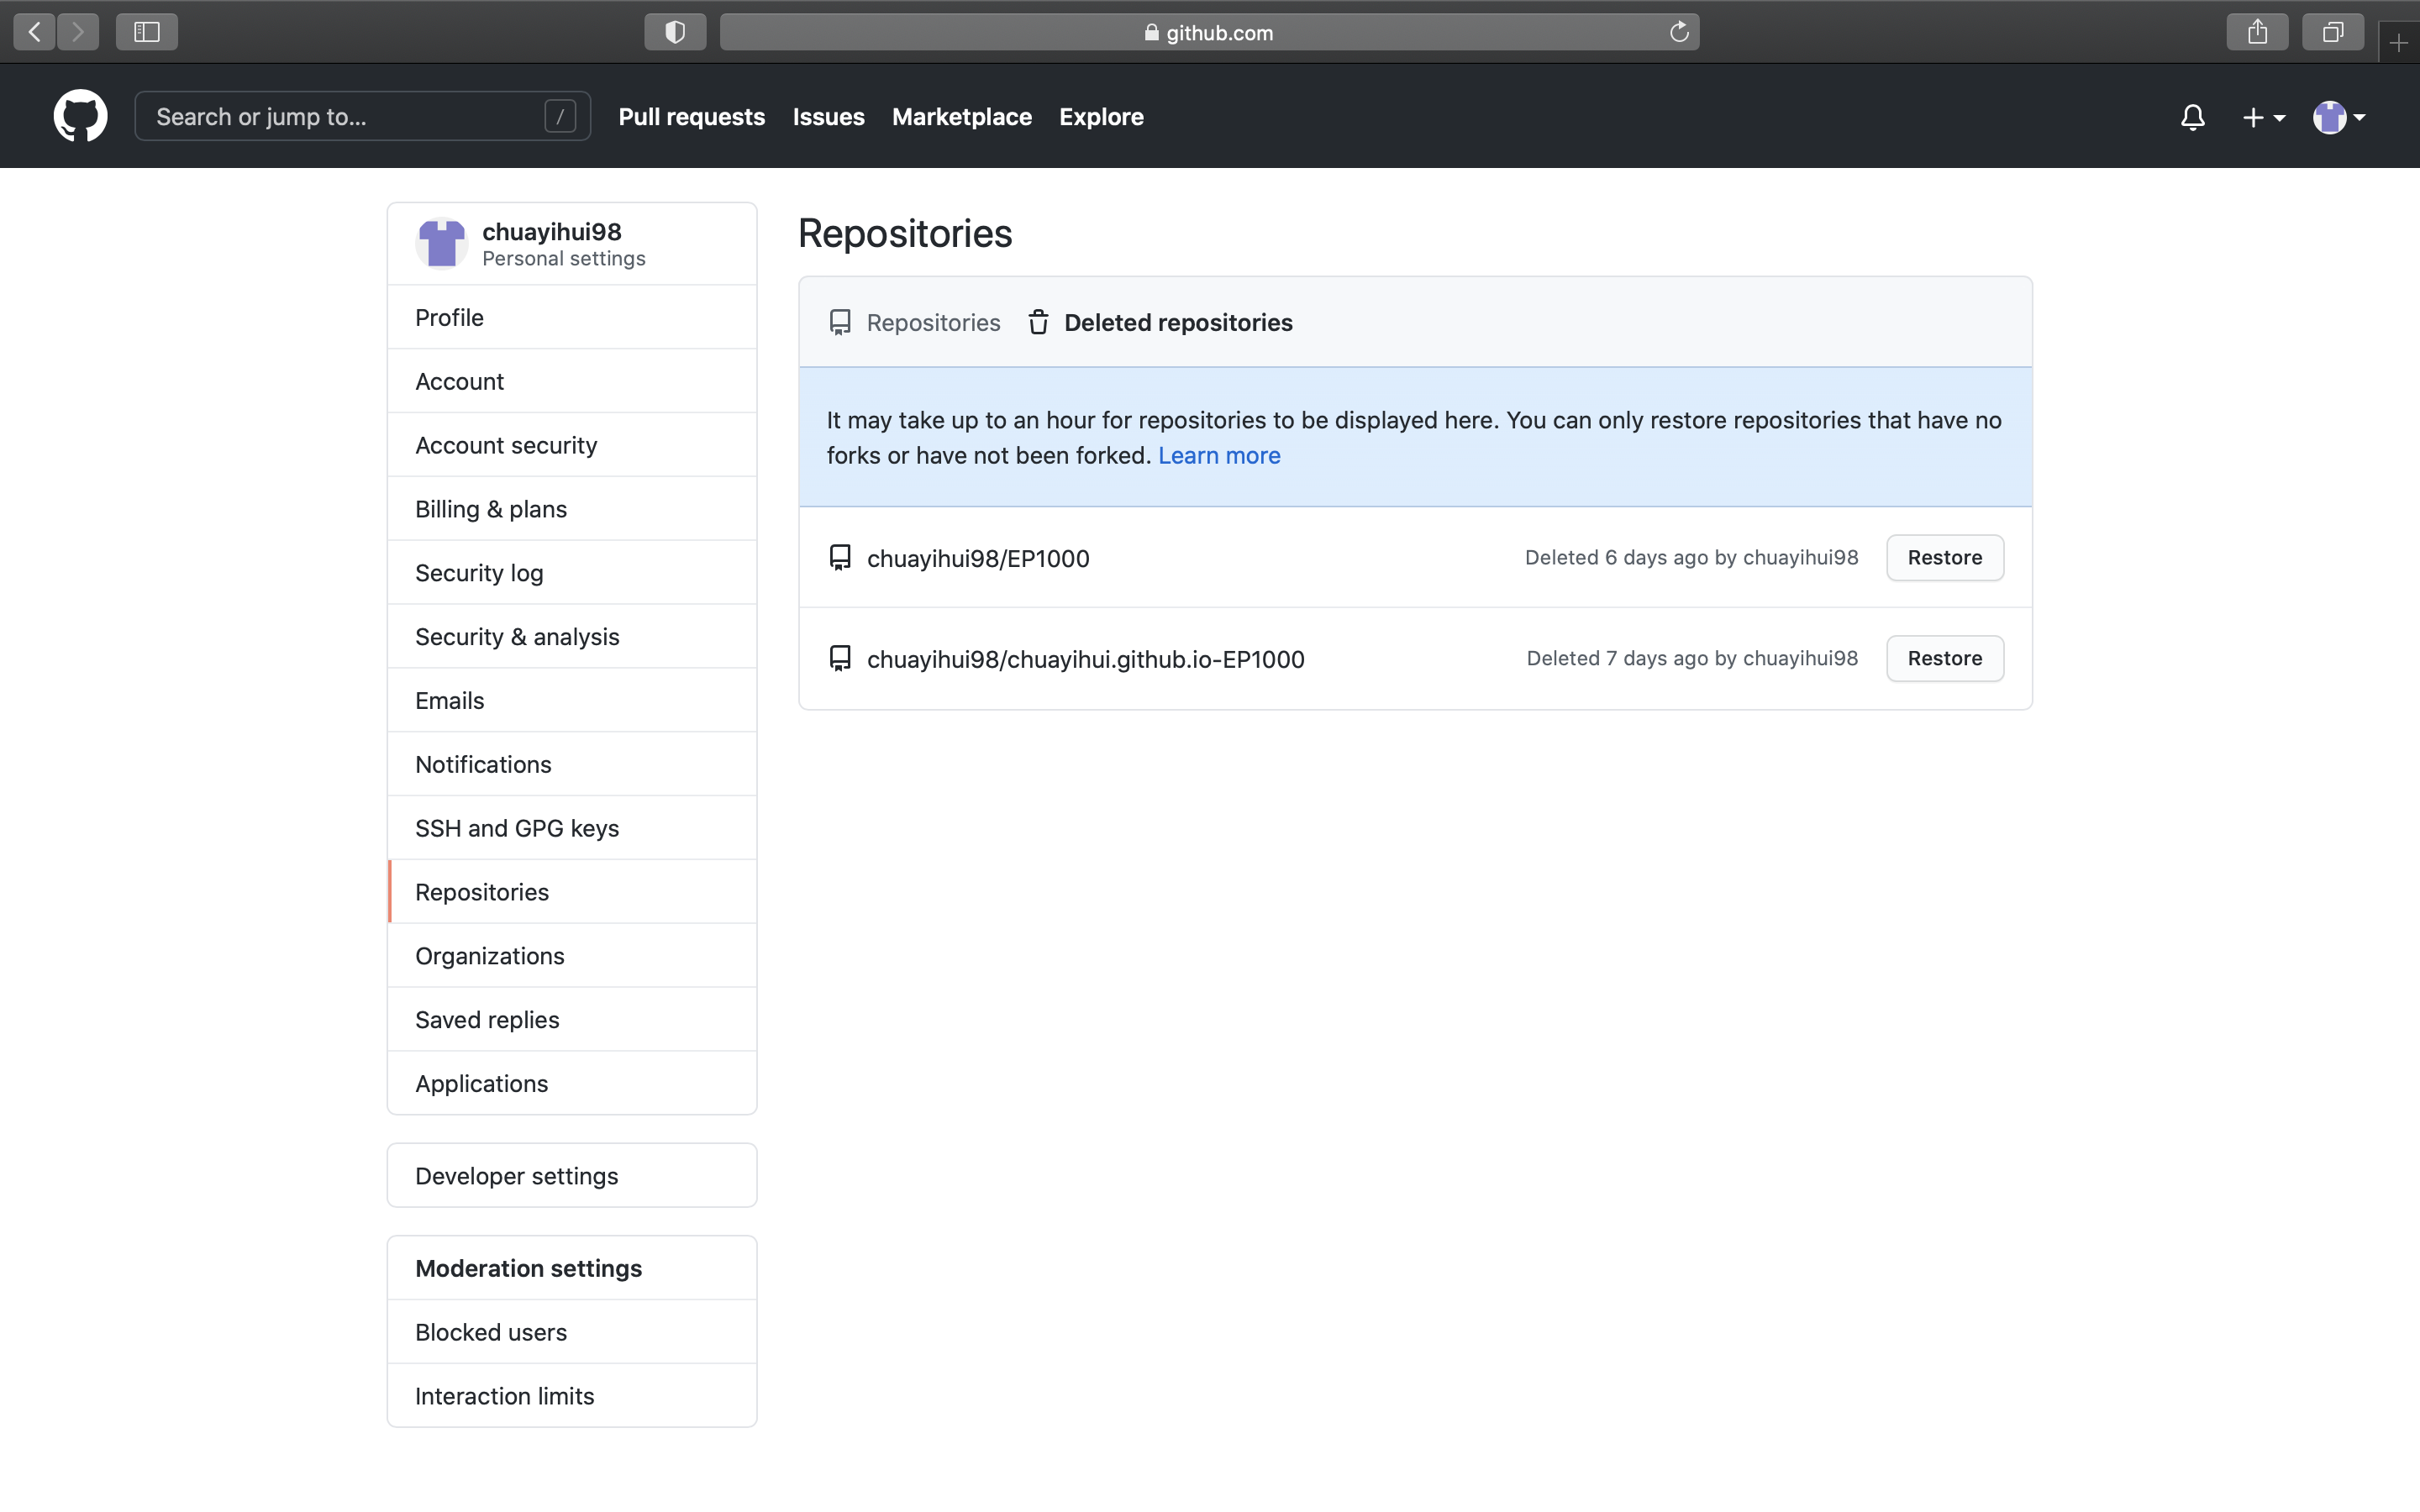 github.com
Search or jump to...
/
Pull requests
Issues
Marketplace
Explore
chuayihui98
Personal settings
Profile
Account
Account security
Billing & plans
Security log
Security & analysis
Emails
Notifications
SSH and GPG keys
Repositories
Organizations
Saved replies
Applications
Developer settings
Moderation settings
Blocked users
Interaction limits
Repositories
Repositories
Deleted repositories
It may take up to an hour for repositories to be displayed here. You can only restore repositories that have no
forks or have not been forked. Learn more
chuayihui98/EP1000
Deleted 6 days ago by chuayihui98
Restore
chuayihui98/chuayihui.github.io-EP1000
Deleted 7 days ago by chuayihui98
Restore